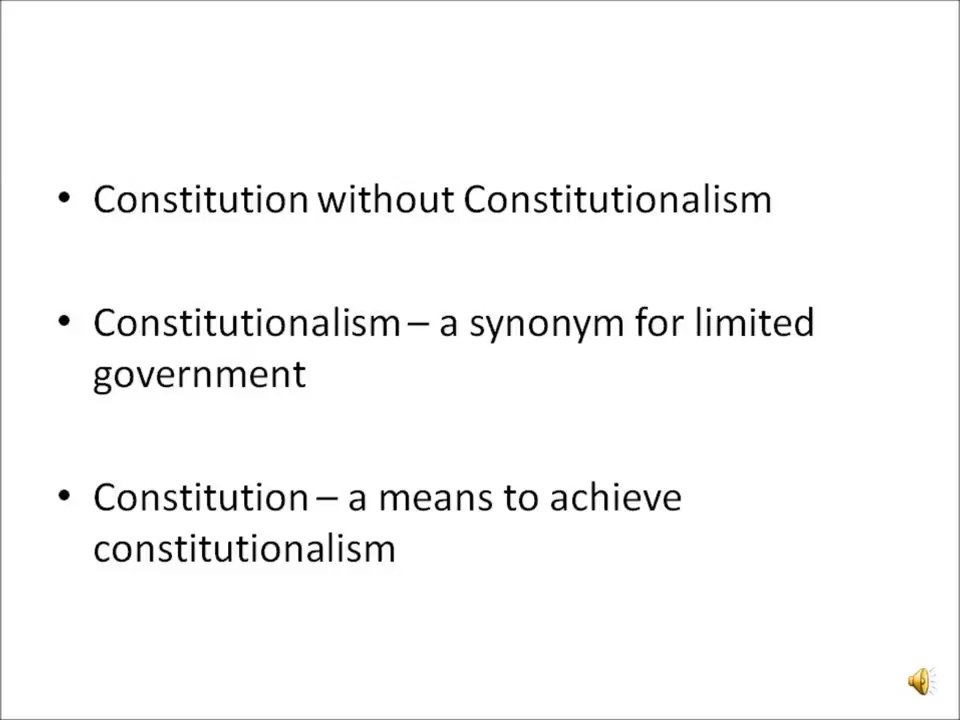 • Constitution without Constitutionalism
• Constitutionalism – a synonym for limited
government
• Constitution – a means to achieve
constitutionalism